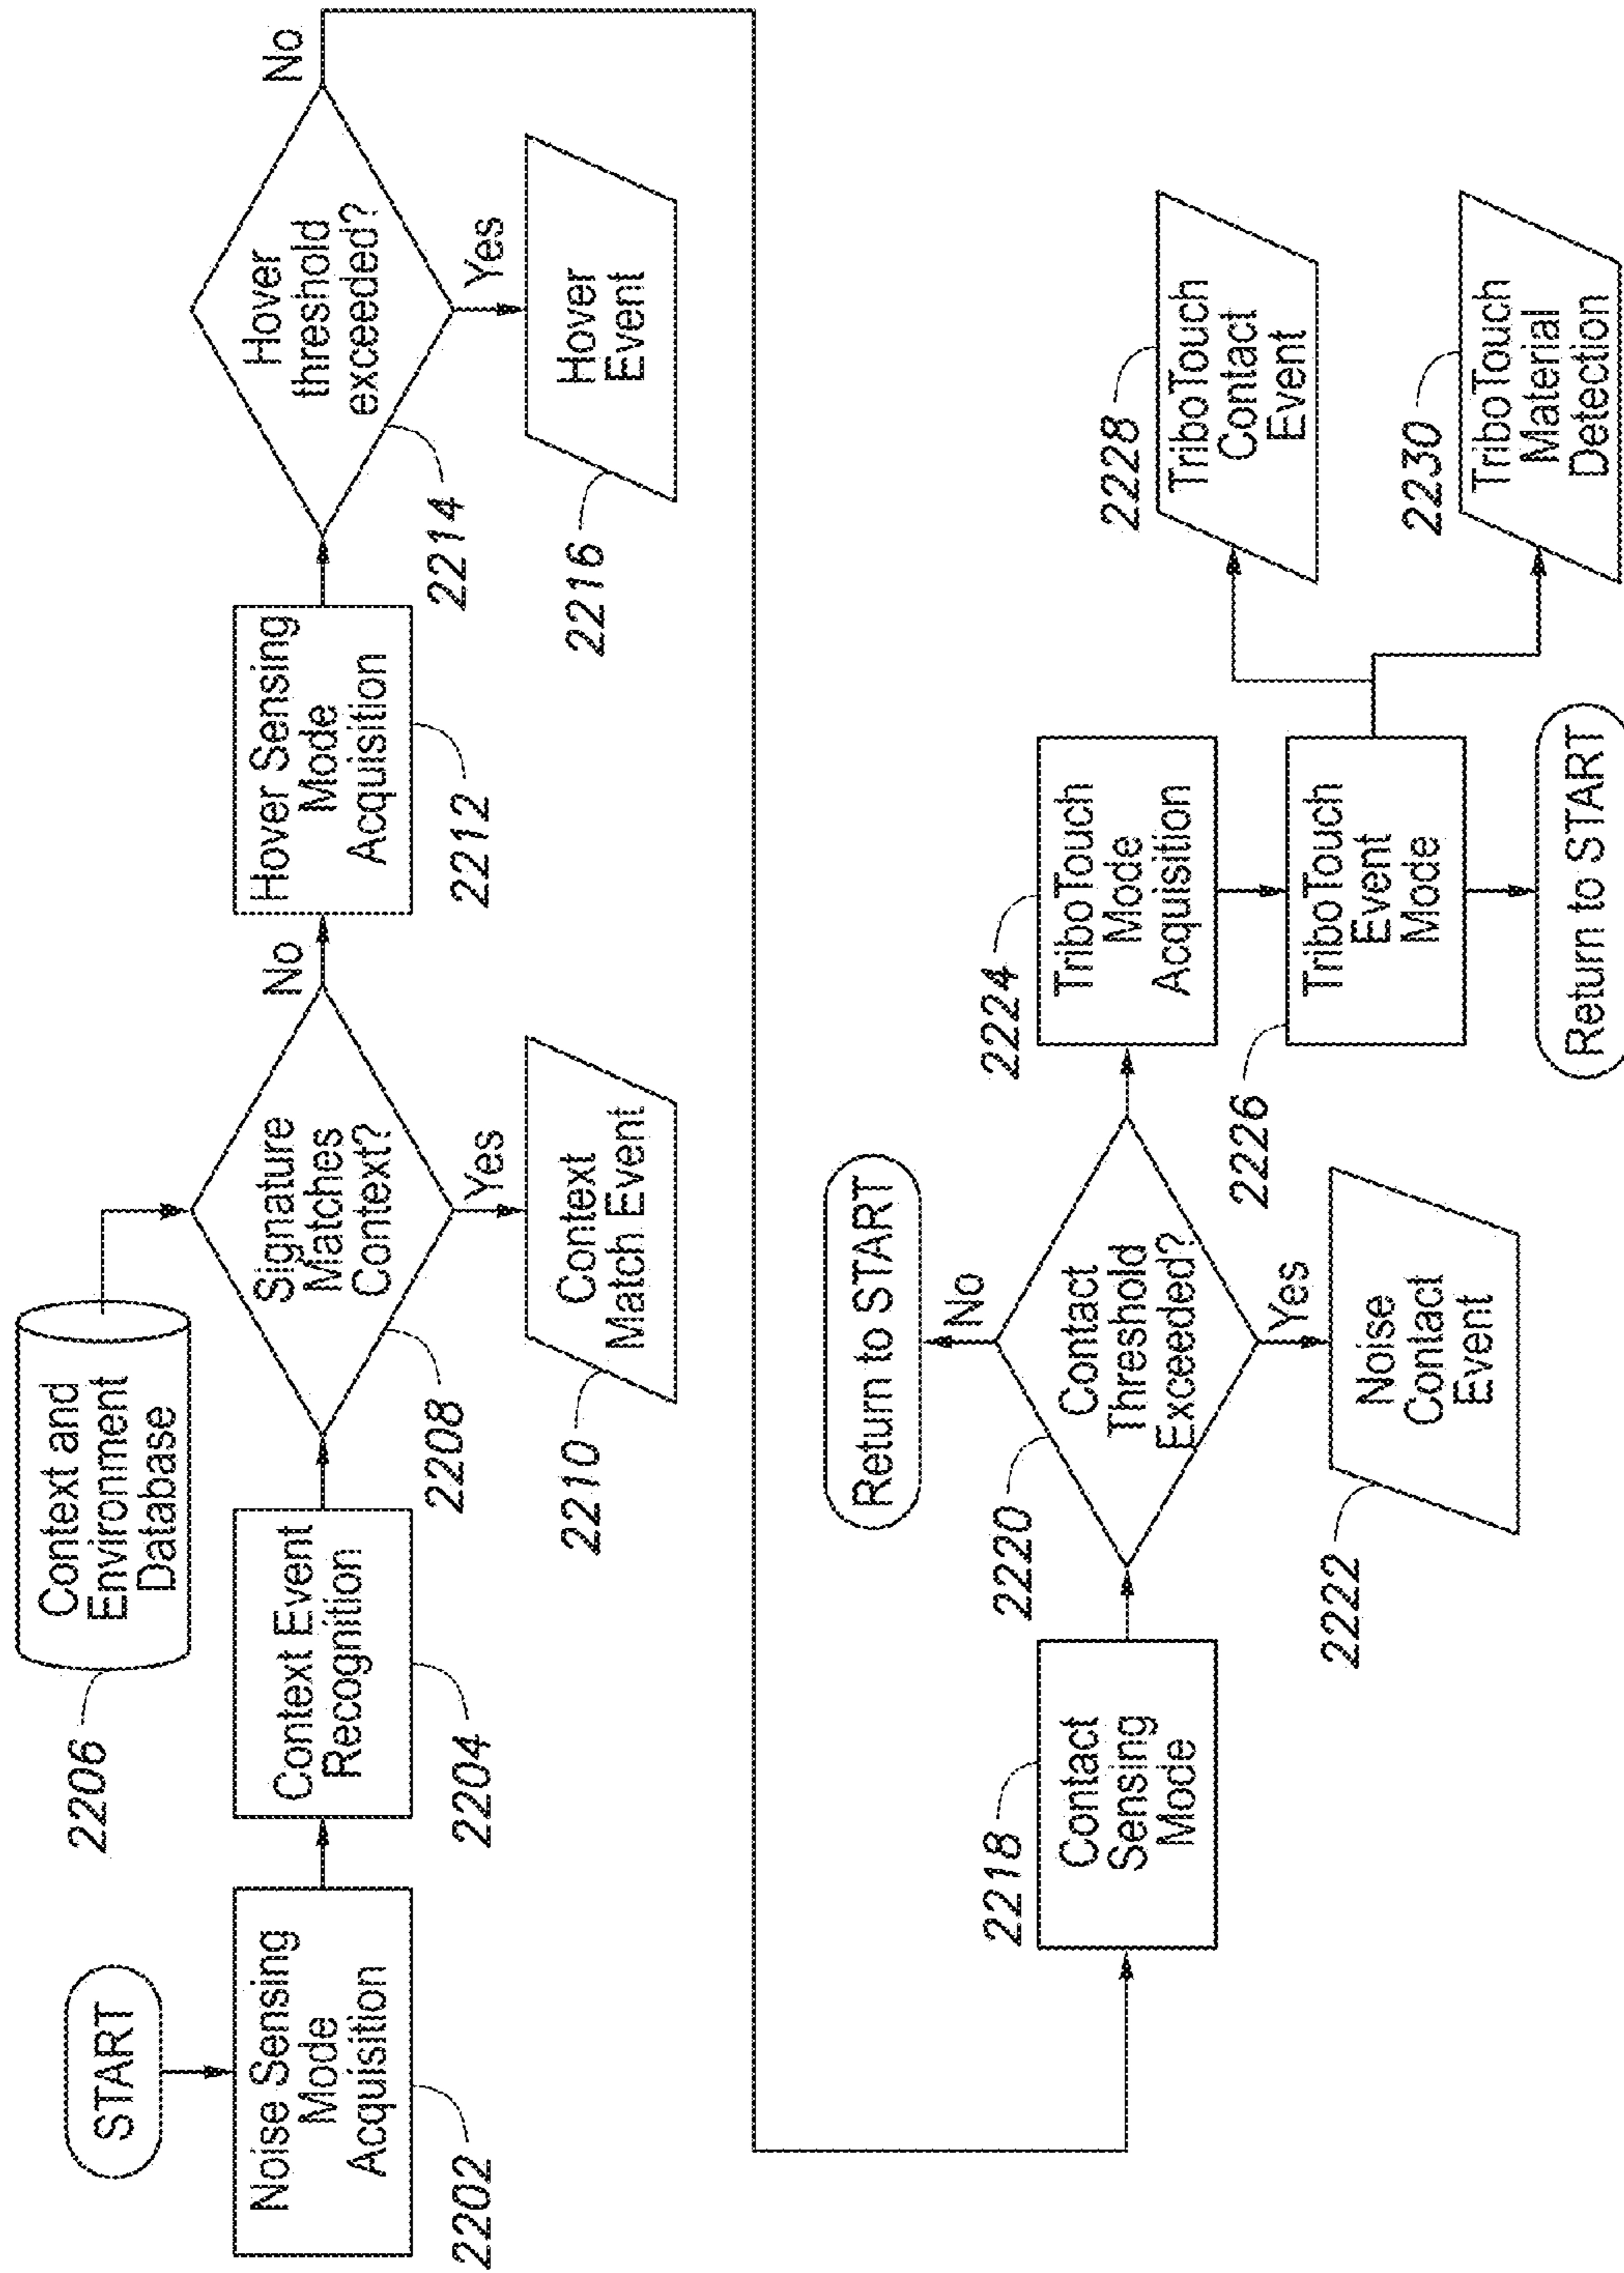 START
Noise Sensing
Mode
Acquisition
2202
Context Event
Recognition
2204
Context and
Environment
Database
2206
Signature
Matches
Context?
2208
No
Yes
Context
Match Event
2210
Hover Sensing
Mode
Acquisition
2212
Hover
threshold
exceeded?
2214
No
Yes
Hover
Event
2216
Contact
Sensing
Mode
2218
Contact
Threshold
Exceeded?
2220
No
Return to START
Yes
Noise
Contact
Event
2222
TriboTouch
Mode
Acquisition
2224
TriboTouch
Event
Mode
2226
Return to START
TriboTouch
Contact
Event
2228
TriboTouch
Material
Detection
2230